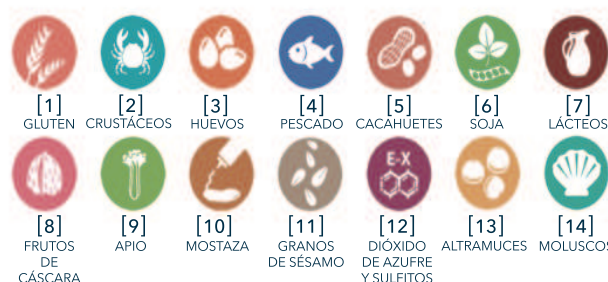 [1] [2] [3] [4] [5] [6] [7]
GLUTEN CRUSTÁCEOS HUEVOS PESCADO CACAHUETES SOJA LÁCTEOS
E-X
[8] [9] [10] [11] [12] [13] [14]
FRUTOS APIO MOSTAZA GRANOS DIÓXIDO ALTRAMUCES MOLUSCOS
DE DE SÉSAMO DE AZUFRE
CÁSCARA Y SULFITOS